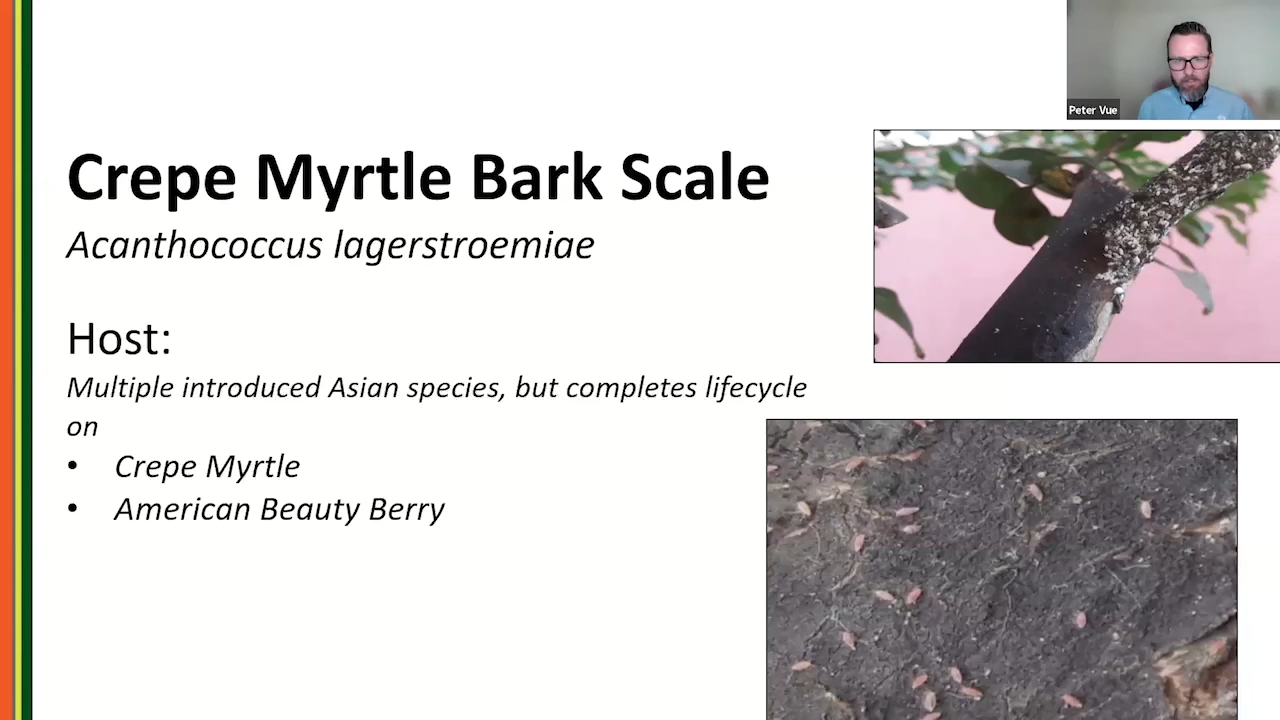 Peter Vue
Crepe Myrtle Bark Scale
Acanthococcus lagerstroemiae
Host:
Multiple introduced Asian species, but completes lifecycle
on
• Crepe Myrtle
• American Beauty Berry